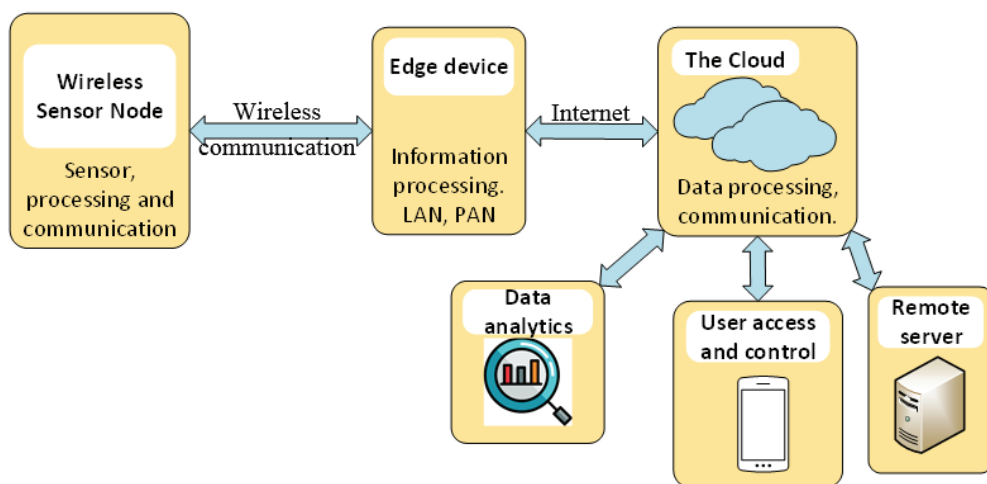 Wireless
Sensor Node
Sensor,
processing and
communication
Wireless
communication
Edge device
Information
processing.
LAN, PAN
Internet
The Cloud
Data processing,
communication.
Data
analytics
User access
and control
Remote
server